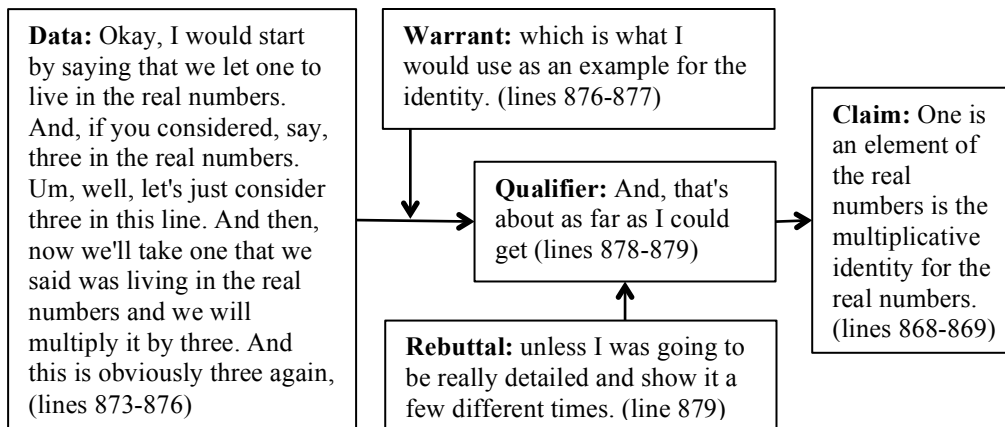 Data: Okay, I would start
by saying that we let one to
live in the real numbers.
And, if you considered, say,
three in the real numbers.
Um, well, let's just consider
three in this line. And then,
now we'll take one that we
said was living in the real
numbers and we will
multiply it by three. And
this is obviously three again,
(lines 873-876)
Warrant: which is what I
would use as an example for the
identity. (lines 876-877)
Qualifier: And, that's
about as far as I could
get (lines 878-879)
Rebuttal: unless I was going to
be really detailed and show it a
few different times. (line 879)
Claim: One is
an element of
the real
numbers is the
multiplicative
identity for the
real numbers.
(lines 868-869)